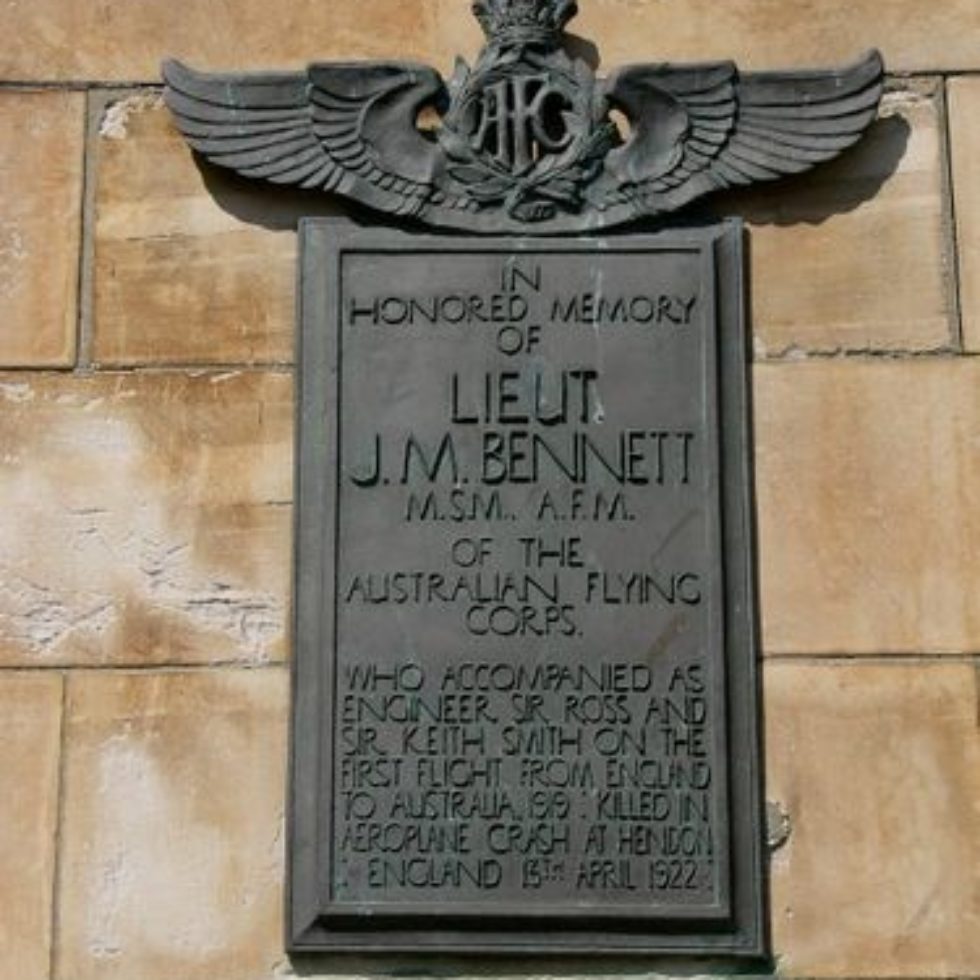 AFC
IN
HONORED MEMORY
OF
LIEUT
J. M. BENNETT
M.S.M., A.F.M.
OF THE
AUSTRALIAN FLYING
CORPS.
WHO ACCOMPANIED AS
ENGINEER SIR ROSS AND
SIR KEITH SMITH ON THE
FIRST FLIGHT FROM ENGLAND
TO AUSTRALIA, 1919 : KILLED IN
AEROPLANE CRASH AT HENDON
: ENGLAND 13TH APRIL 1922 :